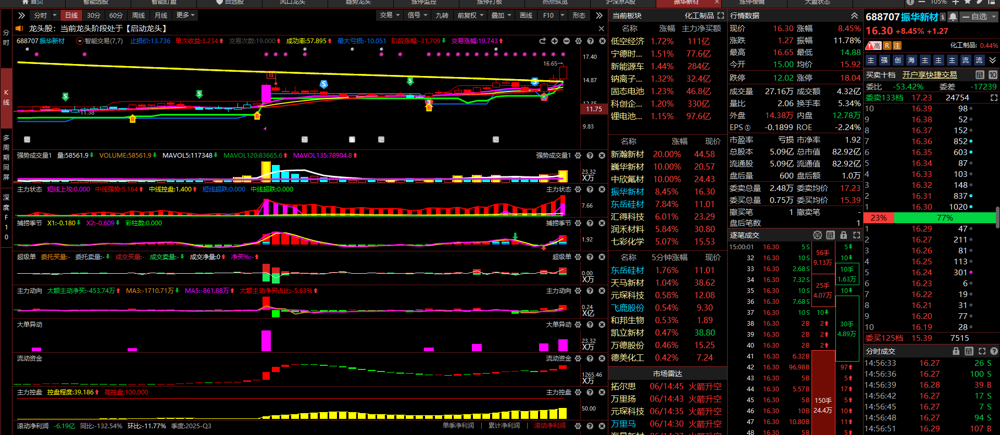 首页 智能选股 智能盯盘 自选股 风口龙头 趋势龙头 涨停监控 涨停打板 热点纵览 沪深京A股 振华新材 涨停棱镜 大盘状态 105%
分时 日线 30分 60分 周线 月线 更多 交易 信号 九转 前复权 叠加 画线 F10 形态
龙头股：当前龙头阶段处于【启动龙头】
688707 振华新材 智能交易(7,7) 止损价:13.736 单次收益:3.234 交易次数:19.000 成功率:57.895 最大亏损:-10.051 阶段涨幅:-31.709 交易涨幅:19.743
分时
K线
多周期同屏
深度F10
17.40
16.65
14.87
12.35
11.75
9.83
11.38
强势成交量1 量:58561.9 VOLUME:58561.9 MAVOL5:117348 MAVOL120:83665.6 MAVOL135:78904.8 强势成交量1
23.32
X万
主力状态 短线上攻:0.000 中线强势:5.164 中线控盘:1.400 短线超跌:0.000 中线超跌:0.000 主力状态
7.66
捕捞季节 X1:-0.180 X2:-0.609 彩柱数:0.000 捕捞季节
1.92
超级单 委托买量:- 委托卖量:- 成交买量:- 成交卖量:- 成交净量:0 净买%:- 超级单
0.00
X万
主力动向 大额主动净买:-453.74万 MA3:-1710.71万 MA5:-861.88万 大额主动净买占比:-5.63% 主力动向
0.24
X亿
大单异动 大单异动
23.32
X万
流动资金 流动资金
1265.46
X万
主力控盘 控盘程度:39.186 高控盘:100.000 主力控盘
50.00
滚动净利润 -6.19亿 同比:-132.54% 环比:-11.77% 季度:2025-Q3 单季净利润 累计净利润 滚动净利润
当前板块 化工制品
名称 涨幅 主力净买额
低空经济 1.72% 111亿
宁德时... 1.51% 77.6亿
新能源车 1.44% 284亿
钠离子... 1.32% 32.4亿
固态电池 1.23% 46.8亿
科创企... 1.20% 330亿
锂电池... 1.15% 97.6亿
名称 涨幅 现价
新瀚新材 20.00% 44.58
巍华新材 10.00% 20.57
中欣氟材 10.00% 24.43
振华新材 8.45% 16.30
东岳硅材 7.84% 11.01
汇得科技 6.01% 23.29
润禾材料 5.84% 30.80
七彩化学 5.07% 15.53
名称 5分钟涨幅 现价
东岳硅材 1.76% 11.01
天马新材 1.04% 38.62
元琛科技 0.58% 12.08
飞鹿股份 0.54% 9.30
和邦生物 0.53% 1.89
凯立新材 0.47% 38.80
万德股份 0.46% 15.25
德美化工 0.42% 7.24
市场雷达
拓尔思 06/14:45 火箭升空
万里扬 06/14:43 火箭升空
元琛科技 06/14:35 火箭升空
万里马 06/14:30 火箭升空
行情数据
现价 16.30 涨幅 8.45%
涨跌 1.27 振幅 11.78%
最高 16.65 最低 14.88
今开 15.00 均价 15.92
跌停 12.02 涨停 18.04
成交量 27.16万 成交额 4.32亿
量比 2.06 换手率 5.34%
外盘 14.38万 内盘 12.78万
EPS① -0.1899 ROE -2.24%
市盈率 亏损 市净率 1.92
总股本 5.09亿 总市值 82.92亿
流通股 5.09亿 流通值 82.92亿
盘后量 600 盘后额 1.0万
委卖总量 2.48万 委卖均价 17.23
委买总量 0.75万 委买均价 15.39
撤买笔 1 撤卖笔 -
盘后笔数 1
逐笔成交 单 量
15:00:01 16.30 5 S
32 16.30 10 S
33 16.30 2.68 S
34 16.30 7.32 S
35 16.30 10 S
36 16.30 7.68 S
37 16.30 10 S
38 16.30 2 B
39 16.30 2 B
40 16.30 2 B
41 16.30 6.32 B
42 16.30 96.98 B
43 16.30 5 B
44 16.30 5.57 B
45 16.30 5 B
46 16.30 10 B
47 16.30 10.80 B
48 16.30 5 B
56手
9.13万
25手
4.07万
10
2
2
2
150手
24.4万
5
10
10手
1.63万
10
30手
4.89万
97
5
17
5
10
11
5
688707 振华新材 自选
16.30 +8.45% +1.27
高 R 注 化工制品: 0.44%
主 强 创 海 主 主 主 流 流
买卖十档 开户享快捷交易 量 10
委比 -53.42% 委差 -17239
委卖133档 17.23 24754
10 16.39 98
9 16.38 52
8 16.37 152
7 16.36 852
6 16.35 603
5 16.34 87
4 16.33 103
3 16.32 148
2 16.31 837
1 16.30 1020
23% 77%
1 16.29 47
2 16.27 211
3 16.26 81
4 16.25 113
5 16.24 301
6 16.23 6
7 16.22 19
8 16.21 31
9 16.20 77
10 16.19 28
委买125档 15.39 7515
分时成交 量
14:56:33 16.27 26 S
14:56:36 16.27 100 S
14:56:39 16.28 39 B
14:56:42 16.27 17 S
14:56:45 16.27 7 S
14:56:48 16.27 94 S
14:56:51 16.29 107 B